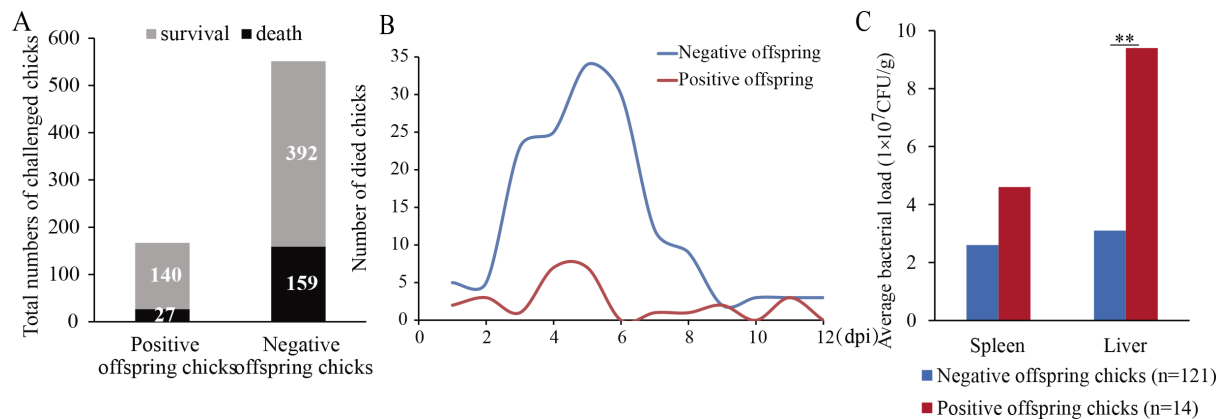 A
survival death
Total numbers of challenged chicks
600
500
400
300
200
100
0
140
27
392
159
Positive
offspring chicks
Negative
offspring chicks
B
Number of died chicks
35
30
25
20
15
10
5
0
Negative offspring
Positive offspring
0 2 4 6 8 10 12 (dpi)
C
Average bacterial load (1×10⁷CFU/g)
10
8
6
4
2
0
**
Spleen Liver
Negative offspring chicks (n=121)
Positive offspring chicks (n=14)